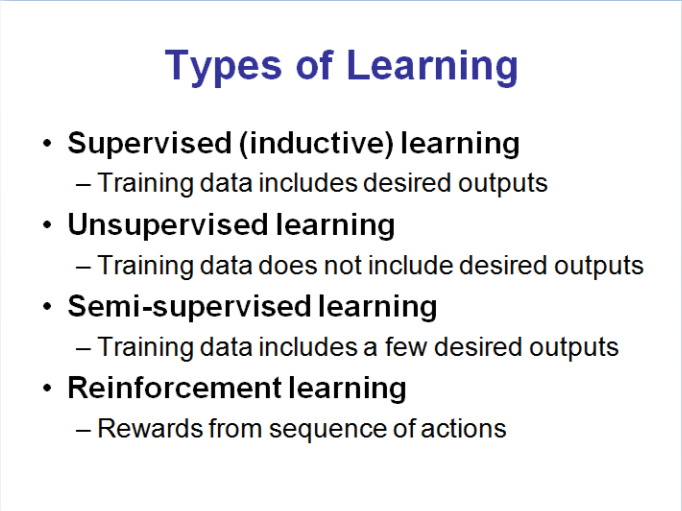 Types of Learning
• Supervised (inductive) learning
– Training data includes desired outputs
• Unsupervised learning
– Training data does not include desired outputs
• Semi-supervised learning
– Training data includes a few desired outputs
• Reinforcement learning
– Rewards from sequence of actions